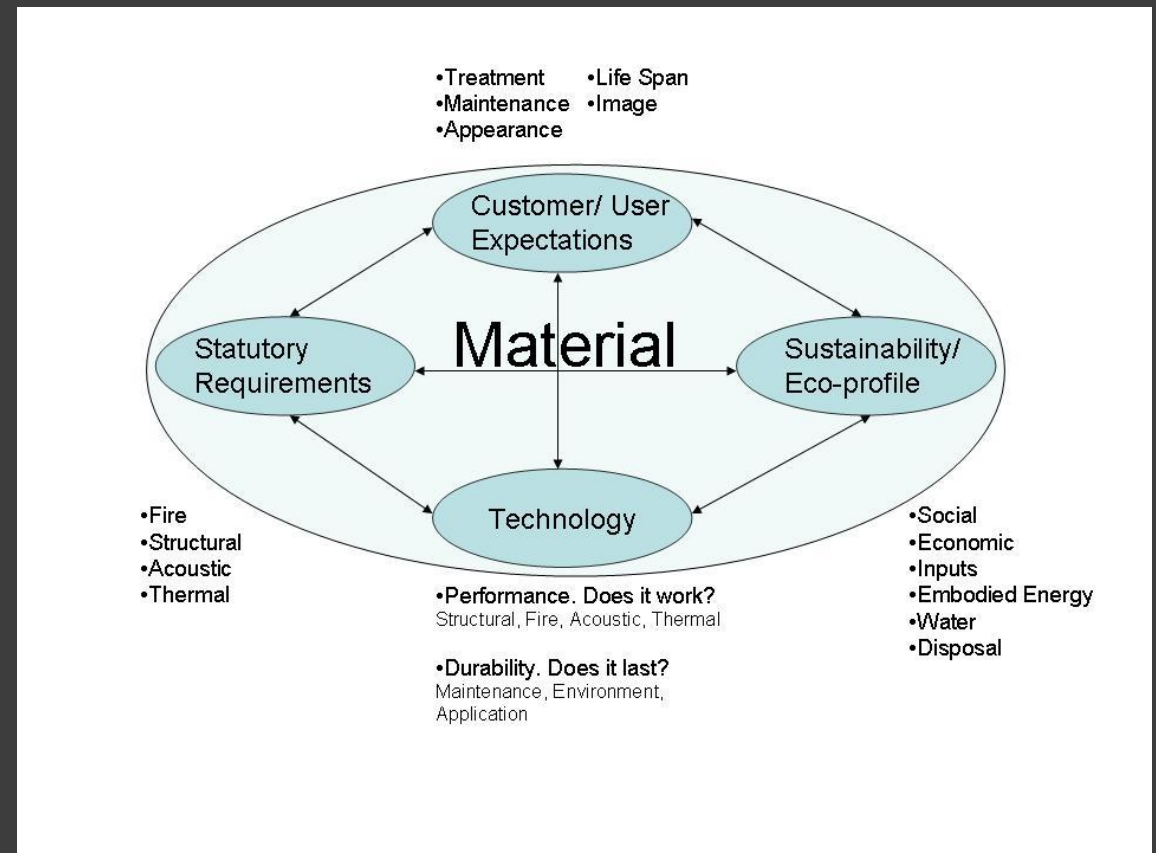 •Treatment •Life Span
•Maintenance •Image
•Appearance
Customer/ User
Expectations
Material
Statutory
Requirements
Sustainability/
Eco-profile
Technology
•Fire
•Structural
•Acoustic
•Thermal
•Performance. Does it work?
Structural, Fire, Acoustic, Thermal
•Durability. Does it last?
Maintenance, Environment,
Application
•Social
•Economic
•Inputs
•Embodied Energy
•Water
•Disposal